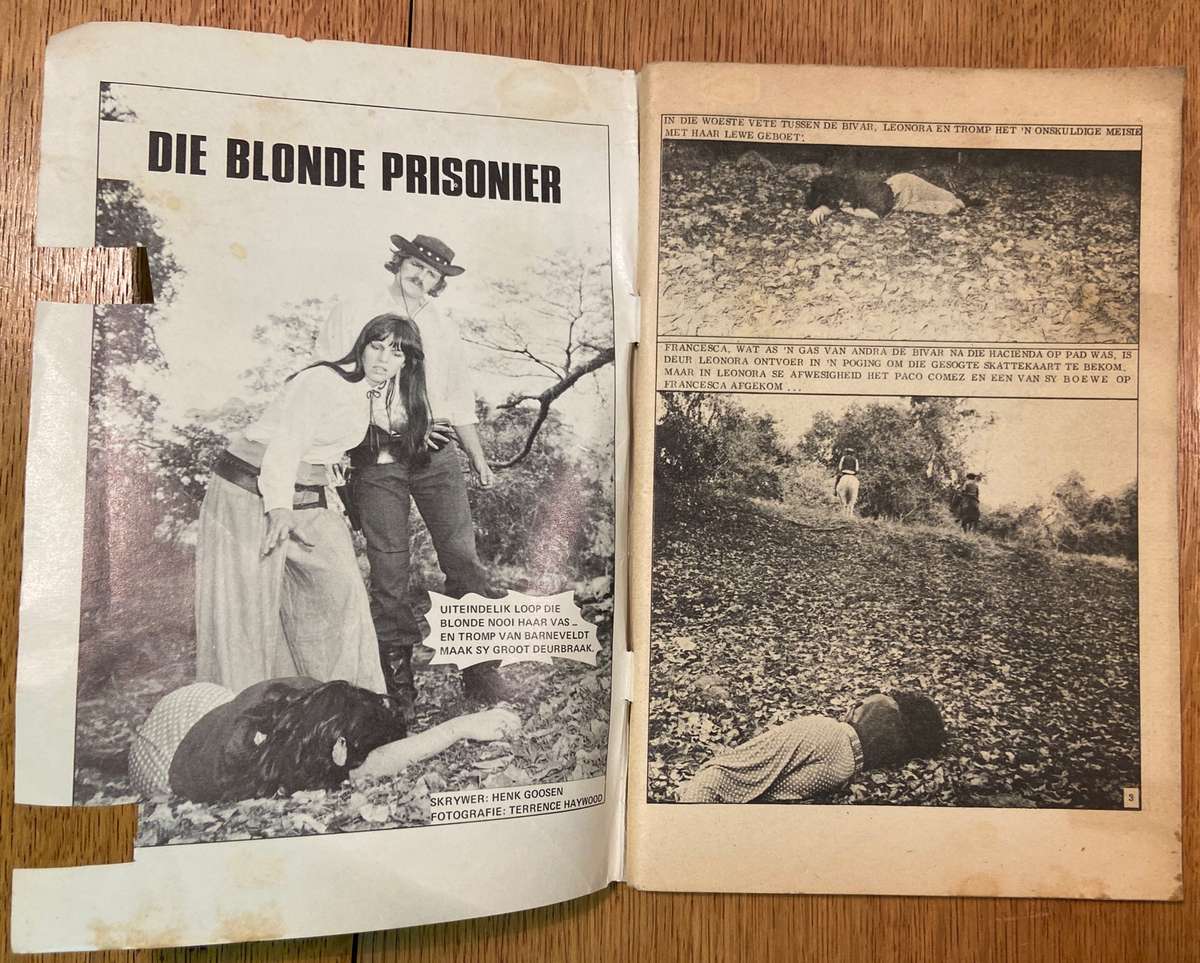 DIE BLONDE PRISONIER
UITEINDELIK LOOP DIE
BLONDE NOOI HAAR VAS ...
EN TROMP VAN BARNEVELDT
MAAK SY GROOT DEURBRAAK.
SKRYWER: HENK GOOSEN
FOTOGRAFIE: TERRENCE HAYWOOD
IN DIE WOESTE VETE TUSSEN DE BIVAR, LEONORA EN TROMP HET 'N ONSKULDIGE MEISIE
MET HAAR LEWE GEBOET.
FRANCESCA, WAT AS 'N GAS VAN ANDRA DE BIVAR NA DIE HACIENDA OP PAD WAS, IS
DEUR LEONORA ONTVOER IN 'N POGING OM DIE GESOGTE SKATTEKAART TE BEKOM.
MAAR IN LEONORA SE AFWESIGHEID HET PACO COMEZ EN EEN VAN SY BOEWE OP
FRANCESCA AFGEKOM ...
3